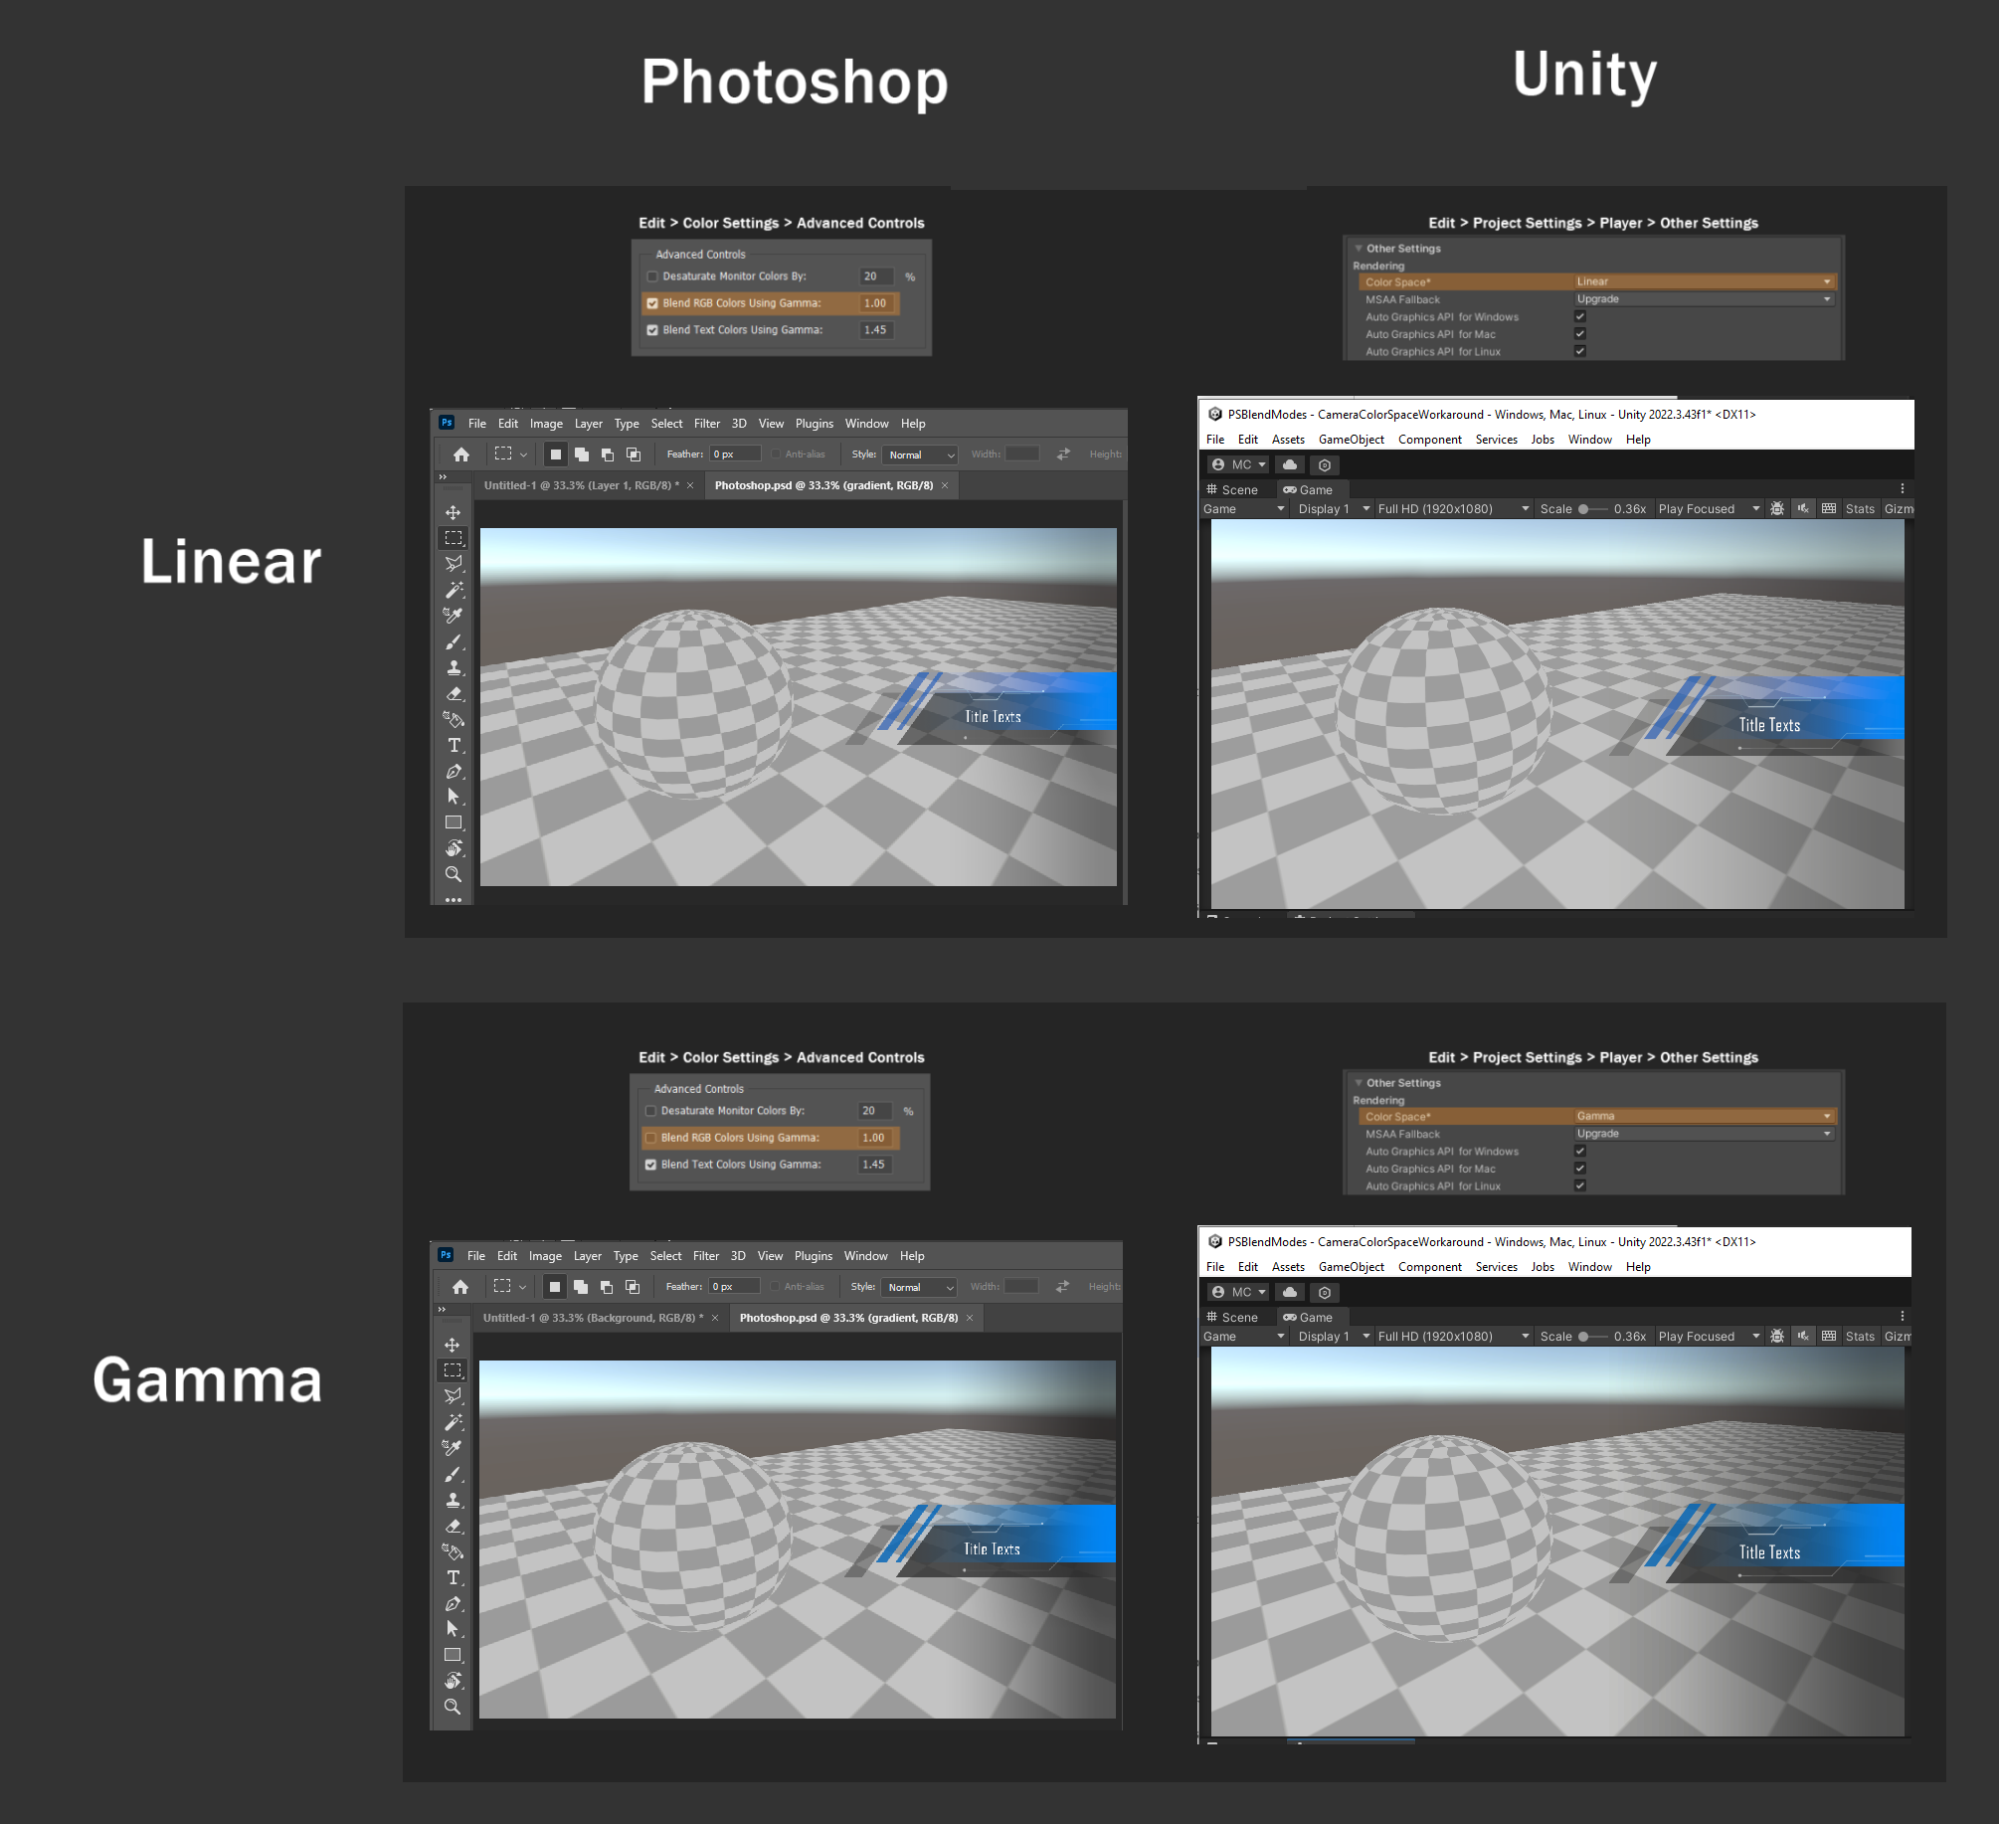 Photoshop
Unity
Linear
Edit > Color Settings > Advanced Controls
Advanced Controls
Desaturate Monitor Colors By: 20 %
Blend RGB Colors Using Gamma: 1.00
Blend Text Colors Using Gamma: 1.45
Edit > Project Settings > Player > Other Settings
Other Settings
Rendering
Color Space* Linear
MSAA Fallback Upgrade
Auto Graphics API for Windows
Auto Graphics API for Mac
Auto Graphics API for Linux
Ps File Edit Image Layer Type Select Filter 3D View Plugins Window Help
Feather: 0 px Anti-alias Style: Normal Width: Height:
Untitled-1 @ 33.3% (Layer 1, RGB/8) * × Photoshop.psd @ 33.3% (gradient, RGB/8) ×
Title Texts
PSBlendModes - CameraColorSpaceWorkaround - Windows, Mac, Linux - Unity 2022.3.43f1* <DX11>
File Edit Assets GameObject Component Services Jobs Window Help
MC
Scene Game
Game Display 1 Full HD (1920x1080) Scale 0.36x Play Focused Stats Gizm
Title Texts
Gamma
Edit > Color Settings > Advanced Controls
Advanced Controls
Desaturate Monitor Colors By: 20 %
Blend RGB Colors Using Gamma: 1.00
Blend Text Colors Using Gamma: 1.45
Edit > Project Settings > Player > Other Settings
Other Settings
Rendering
Color Space* Gamma
MSAA Fallback Upgrade
Auto Graphics API for Windows
Auto Graphics API for Mac
Auto Graphics API for Linux
Ps File Edit Image Layer Type Select Filter 3D View Plugins Window Help
Feather: 0 px Anti-alias Style: Normal Width: Height:
Untitled-1 @ 33.3% (Background, RGB/8) * × Photoshop.psd @ 33.3% (gradient, RGB/8) ×
Title Texts
PSBlendModes - CameraColorSpaceWorkaround - Windows, Mac, Linux - Unity 2022.3.43f1* <DX11>
File Edit Assets GameObject Component Services Jobs Window Help
MC
Scene Game
Game Display 1 Full HD (1920x1080) Scale 0.36x Play Focused Stats Gizm
Title Texts